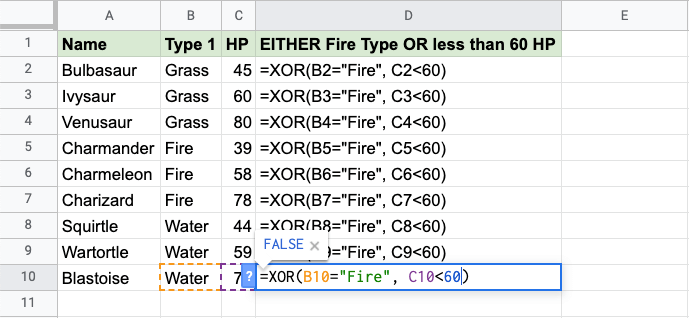 A B C D E
1 Name Type 1 HP EITHER Fire Type OR less than 60 HP
2 Bulbasaur Grass 45 =XOR(B2="Fire", C2<60)
3 Ivysaur Grass 60 =XOR(B3="Fire", C3<60)
4 Venusaur Grass 80 =XOR(B4="Fire", C4<60)
5 Charmander Fire 39 =XOR(B5="Fire", C5<60)
6 Charmeleon Fire 58 =XOR(B6="Fire", C6<60)
7 Charizard Fire 78 =XOR(B7="Fire", C7<60)
8 Squirtle Water 44 =XOR(B8="Fire", C8<60)
FALSE ×
9 Wartortle Water 59 9="Fire", C9<60)
10 Blastoise Water 7 ? =XOR(B10="Fire", C10<60)
11